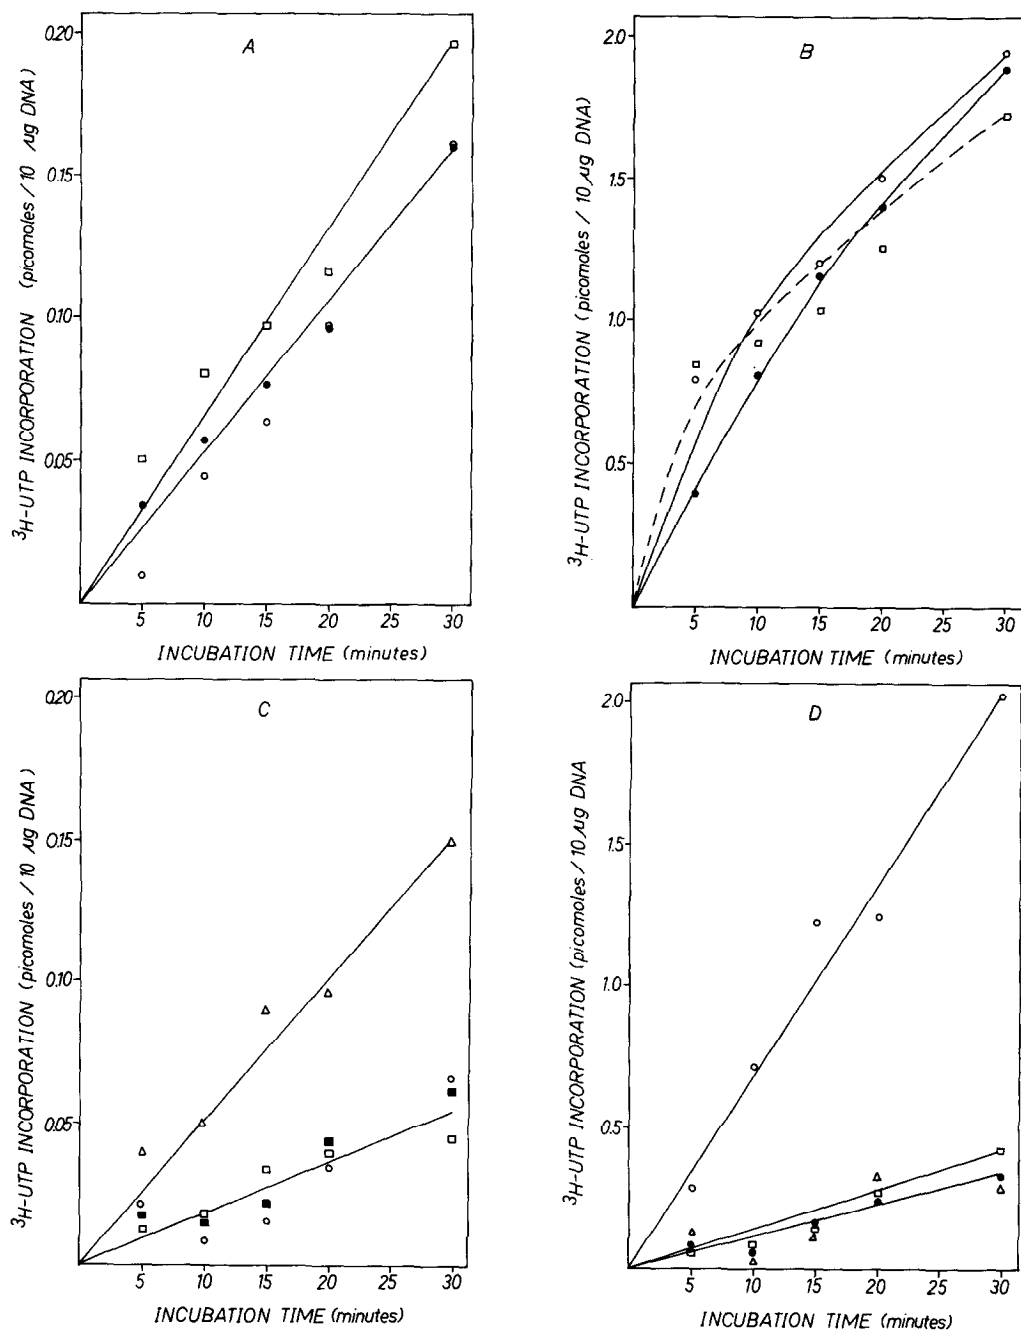 A
0.20
0.15
0.10
0.05
³H-UTP INCORPORATION (picomoles / 10 µg DNA)
5 10 15 20 25 30
INCUBATION TIME (minutes)
B
2.0
1.5
1.0
0.5
³H-UTP INCORPORATION (picomoles / 10 µg DNA)
5 10 15 20 25 30
INCUBATION TIME (minutes)
C
0.20
0.15
0.10
0.05
³H-UTP INCORPORATION (picomoles / 10 µg DNA)
5 10 15 20 25 30
INCUBATION TIME (minutes)
D
2.0
1.5
1.0
0.5
³H-UTP INCORPORATION (picomoles / 10 µg DNA
5 10 15 20 25 30
INCUBATION TIME (minutes)